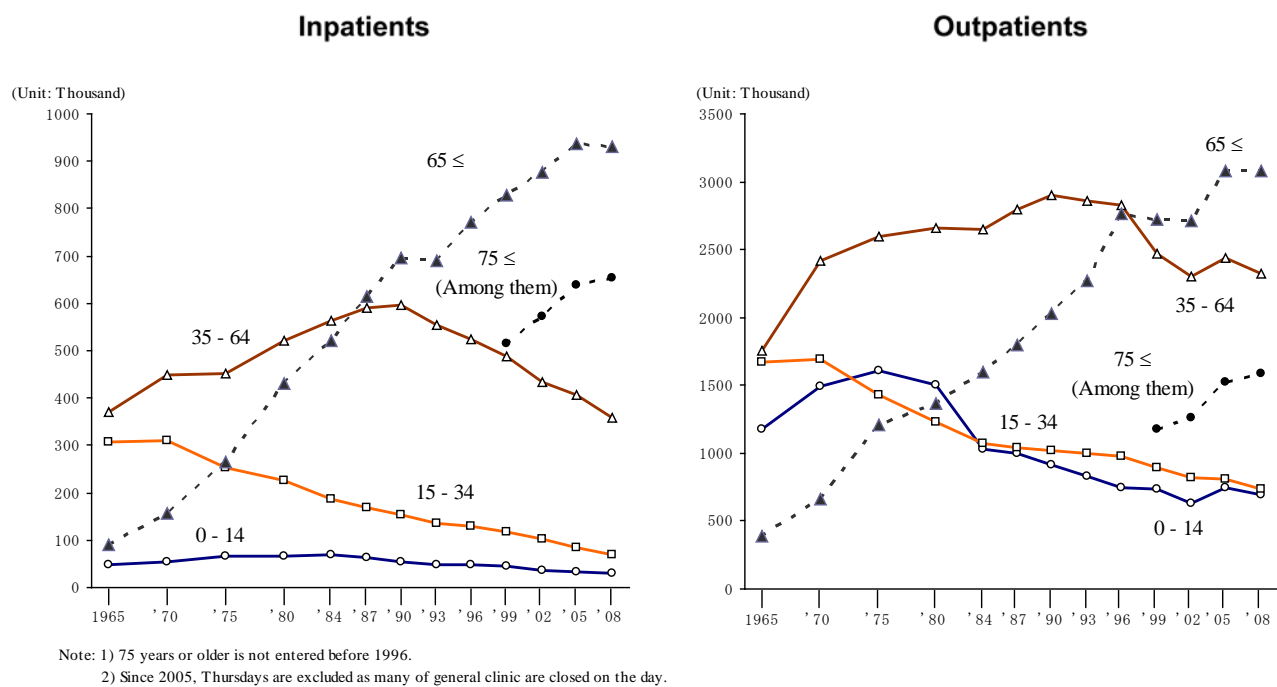 Inpatients
(Unit: Thousand)
1000
900
800
700
600
500
400
300
200
100
0
65 ≤
75 ≤
(Among them)
35 - 64
15 - 34
0 - 14
1965 '70 '75 '80 '84 '87 '90 '93 '96 '99 '02 '05 '08
Outpatients
(Unit: Thousand)
3500
3000
2500
2000
1500
1000
500
0
65 ≤
35 - 64
75 ≤
(Among them)
15 - 34
0 - 14
1965 '70 '75 '80 '84 '87 '90 '93 '96 '99 '02 '05 '08
Note: 1) 75 years or older is not entered before 1996.
2) Since 2005, Thursdays are excluded as many of general clinic are closed on the day.